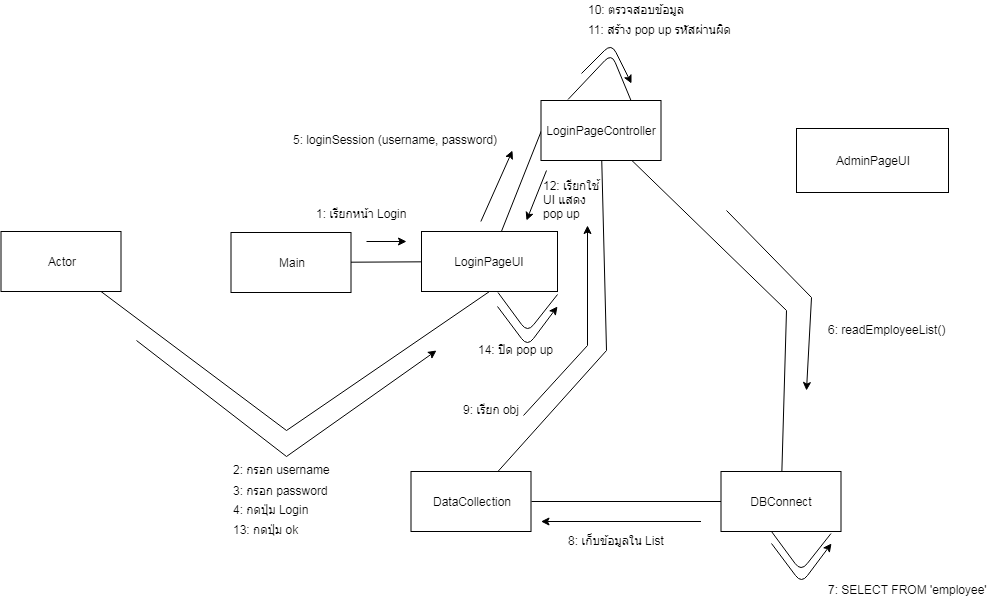 10: ตรวจสอบข้อมูล
11: สร้าง pop up รหัสผ่านผิด
LoginPageController
5: loginSession (username, password)
AdminPageUI
12: เรียกใช้
UI แสดง
pop up
1: เรียกหน้า Login
Actor
Main
LoginPageUI
6: readEmployeeList()
14: ปิด pop up
9: เรียก obj
2: กรอก username
3: กรอก password
4: กดปุ่ม Login
13: กดปุ่ม ok
DataCollection
DBConnect
8: เก็บข้อมูลใน List
7: SELECT FROM 'employee'